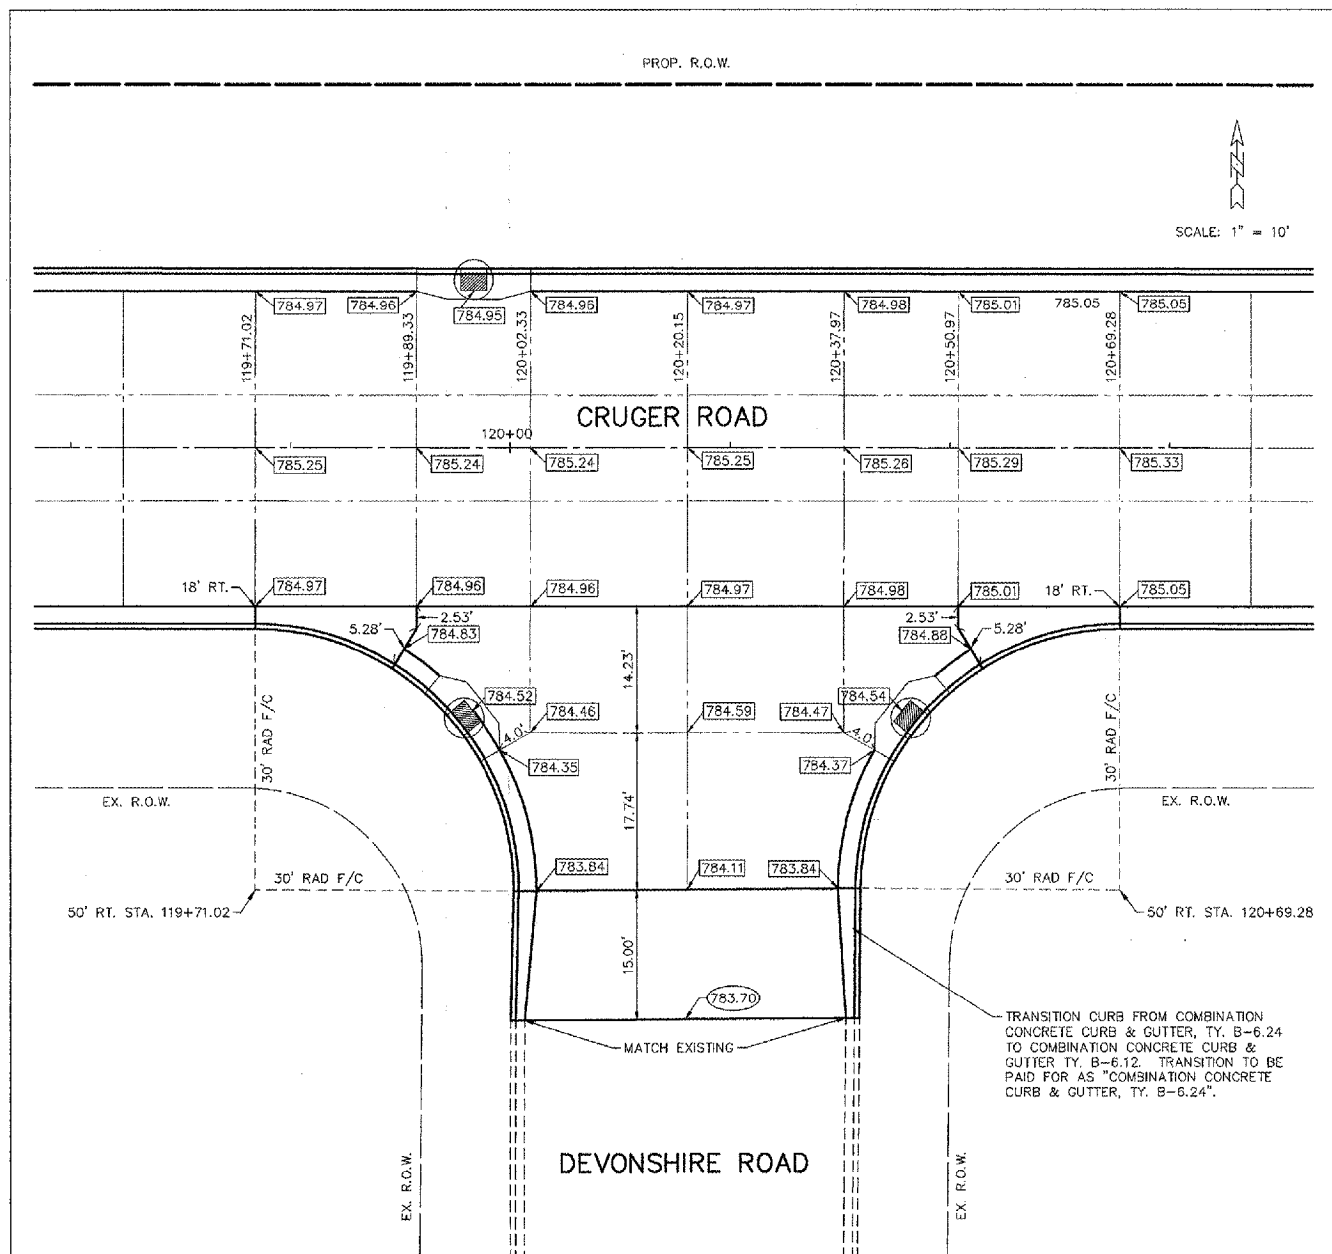 PROP. R.O.W.
N
SCALE: 1" = 10'
784.97
784.96
784.95
784.96
784.97
784.98
785.01
785.05
785.05
119+71.02
119+89.33
120+02.33
120+20.15
120+37.97
120+50.97
120+69.28
CRUGER ROAD
120+00
785.25
785.24
785.24
785.25
785.26
785.29
785.33
18' RT.
784.97
784.96
784.96
784.97
784.98
785.01
18' RT.
785.05
5.28'
2.53'
784.83
2.53'
784.88
5.28'
14.23'
784.52
784.54
784.46
784.59
784.47
4.0'
4.0'
784.35
784.37
30' RAD F/C
30' RAD F/C
EX. R.O.W.
EX. R.O.W.
17.74'
30' RAD F/C
783.84
784.11
783.84
30' RAD F/C
50' RT. STA. 119+71.02
50' RT. STA. 120+69.28
15.00'
783.70
MATCH EXISTING
TRANSITION CURB FROM COMBINATION
CONCRETE CURB & GUTTER, TY. B-6.24
TO COMBINATION CONCRETE CURB &
GUTTER TY. B-6.12. TRANSITION TO BE
PAID FOR AS "COMBINATION CONCRETE
CURB & GUTTER, TY. B-6.24".
DEVONSHIRE ROAD
EX. R.O.W.
EX. R.O.W.